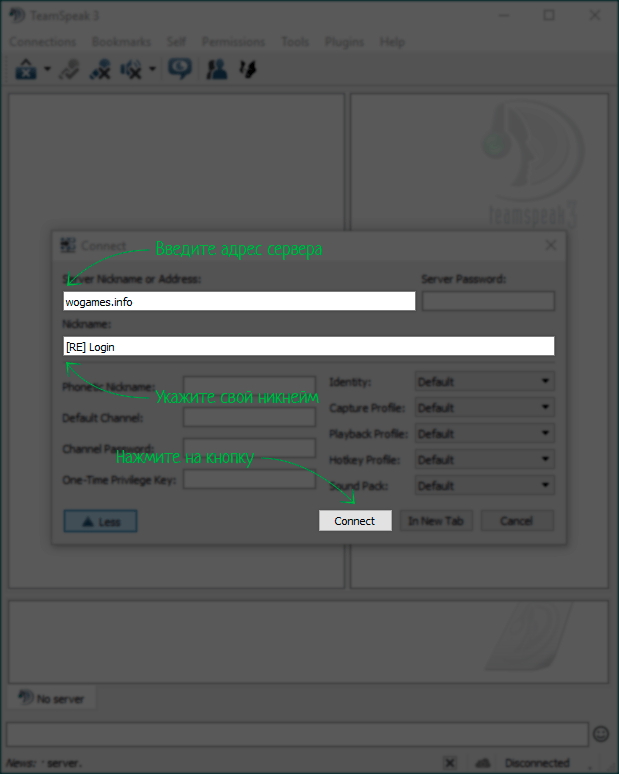 TeamSpeak 3
Connections Bookmarks Self Permissions Tools Plugins Help
teamspeak3
Connect
Введите адрес сервера
Server Nickname or Address: Server Password:
wogames.info
Nickname:
[RE] Login
Phonetic Nickname: Identity: Default
Укажите свой никнейм
Default Channel: Capture Profile: Default
Channel Password: Playback Profile: Default
Нажмите на кнопку
Hotkey Profile: Default
One-Time Privilege Key: Sound Pack: Default
Less Connect In New Tab Cancel
No server
News: server. Disconnected